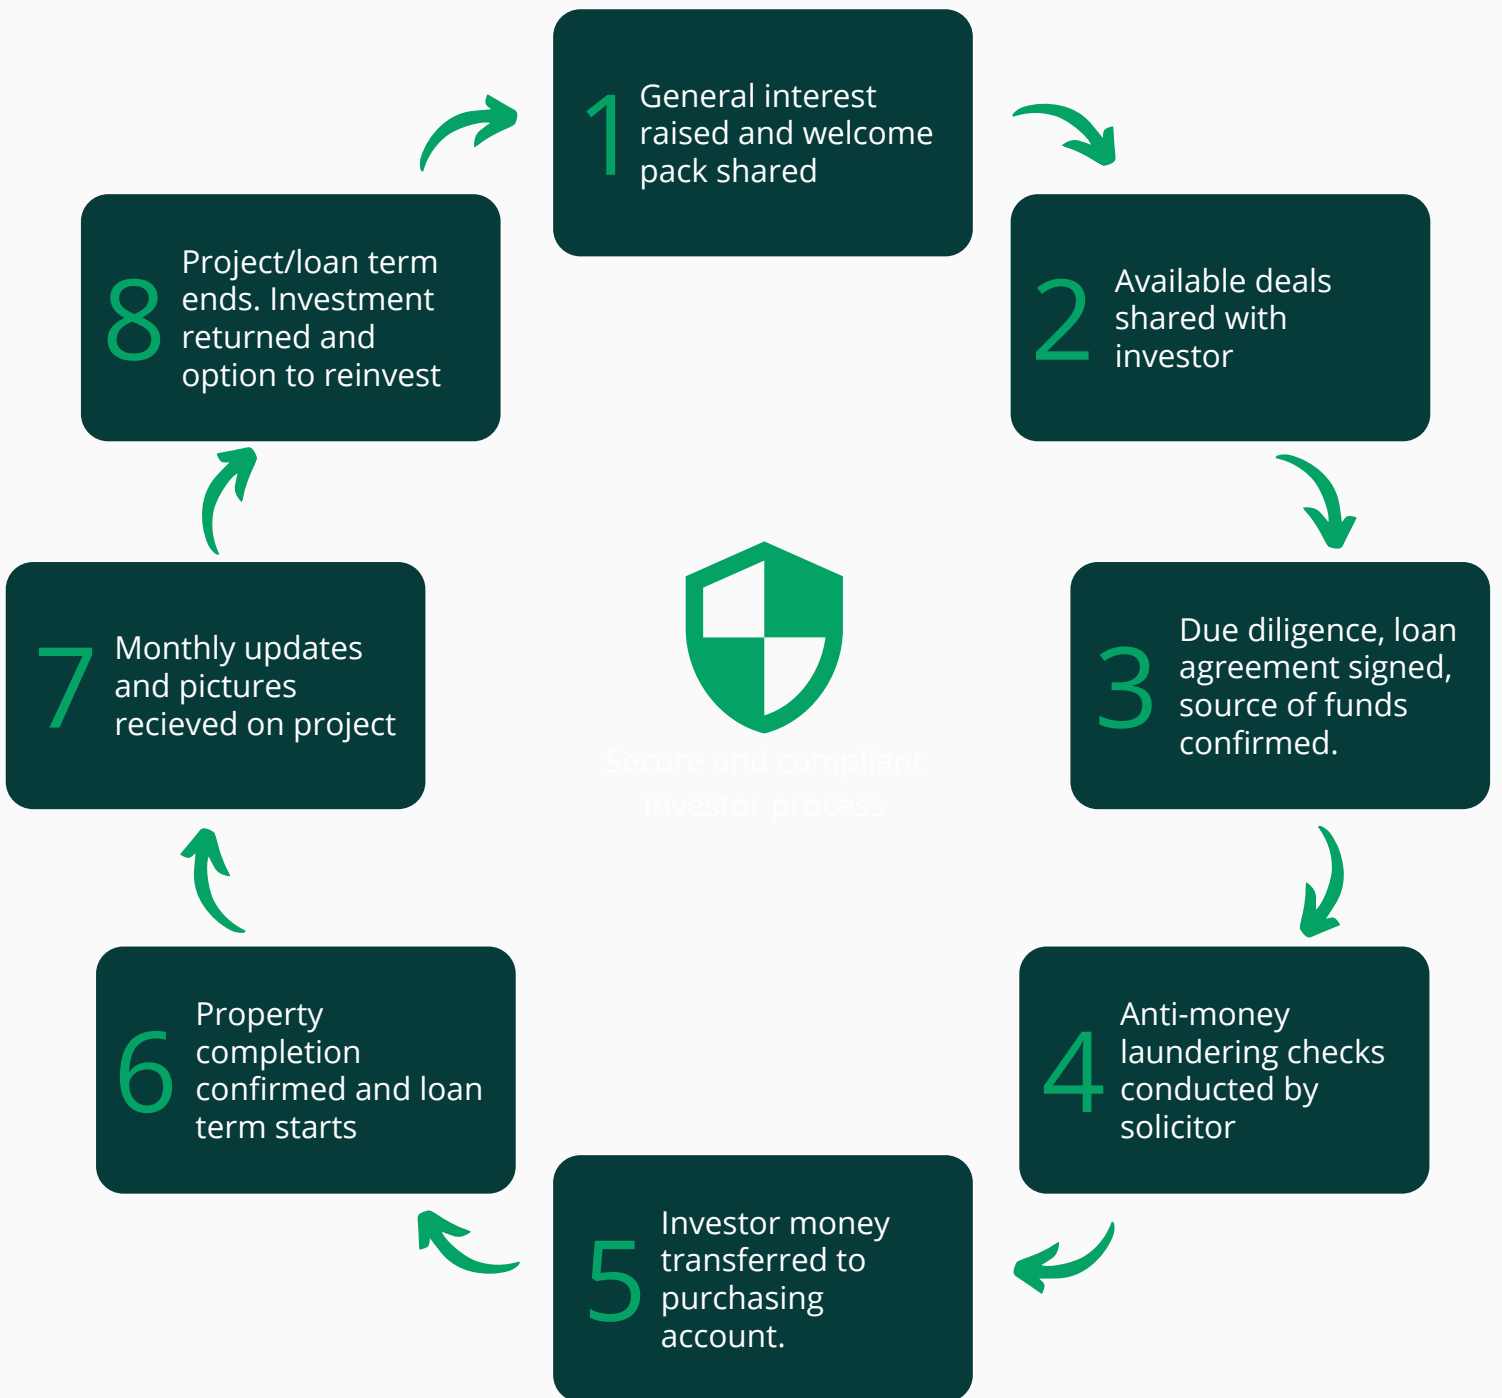 1
General interest
raised and welcome
pack shared
2
Available deals
shared with
investor
3
Due diligence, loan
agreement signed,
source of funds
confirmed.
4
Anti-money
laundering checks
conducted by
solicitor
5
Investor money
transferred to
purchasing
account.
6
Property
completion
confirmed and loan
term starts
7
Monthly updates
and pictures
recieved on project
8
Project/loan term
ends. Investment
returned and
option to reinvest
Secure and compliant
investor process